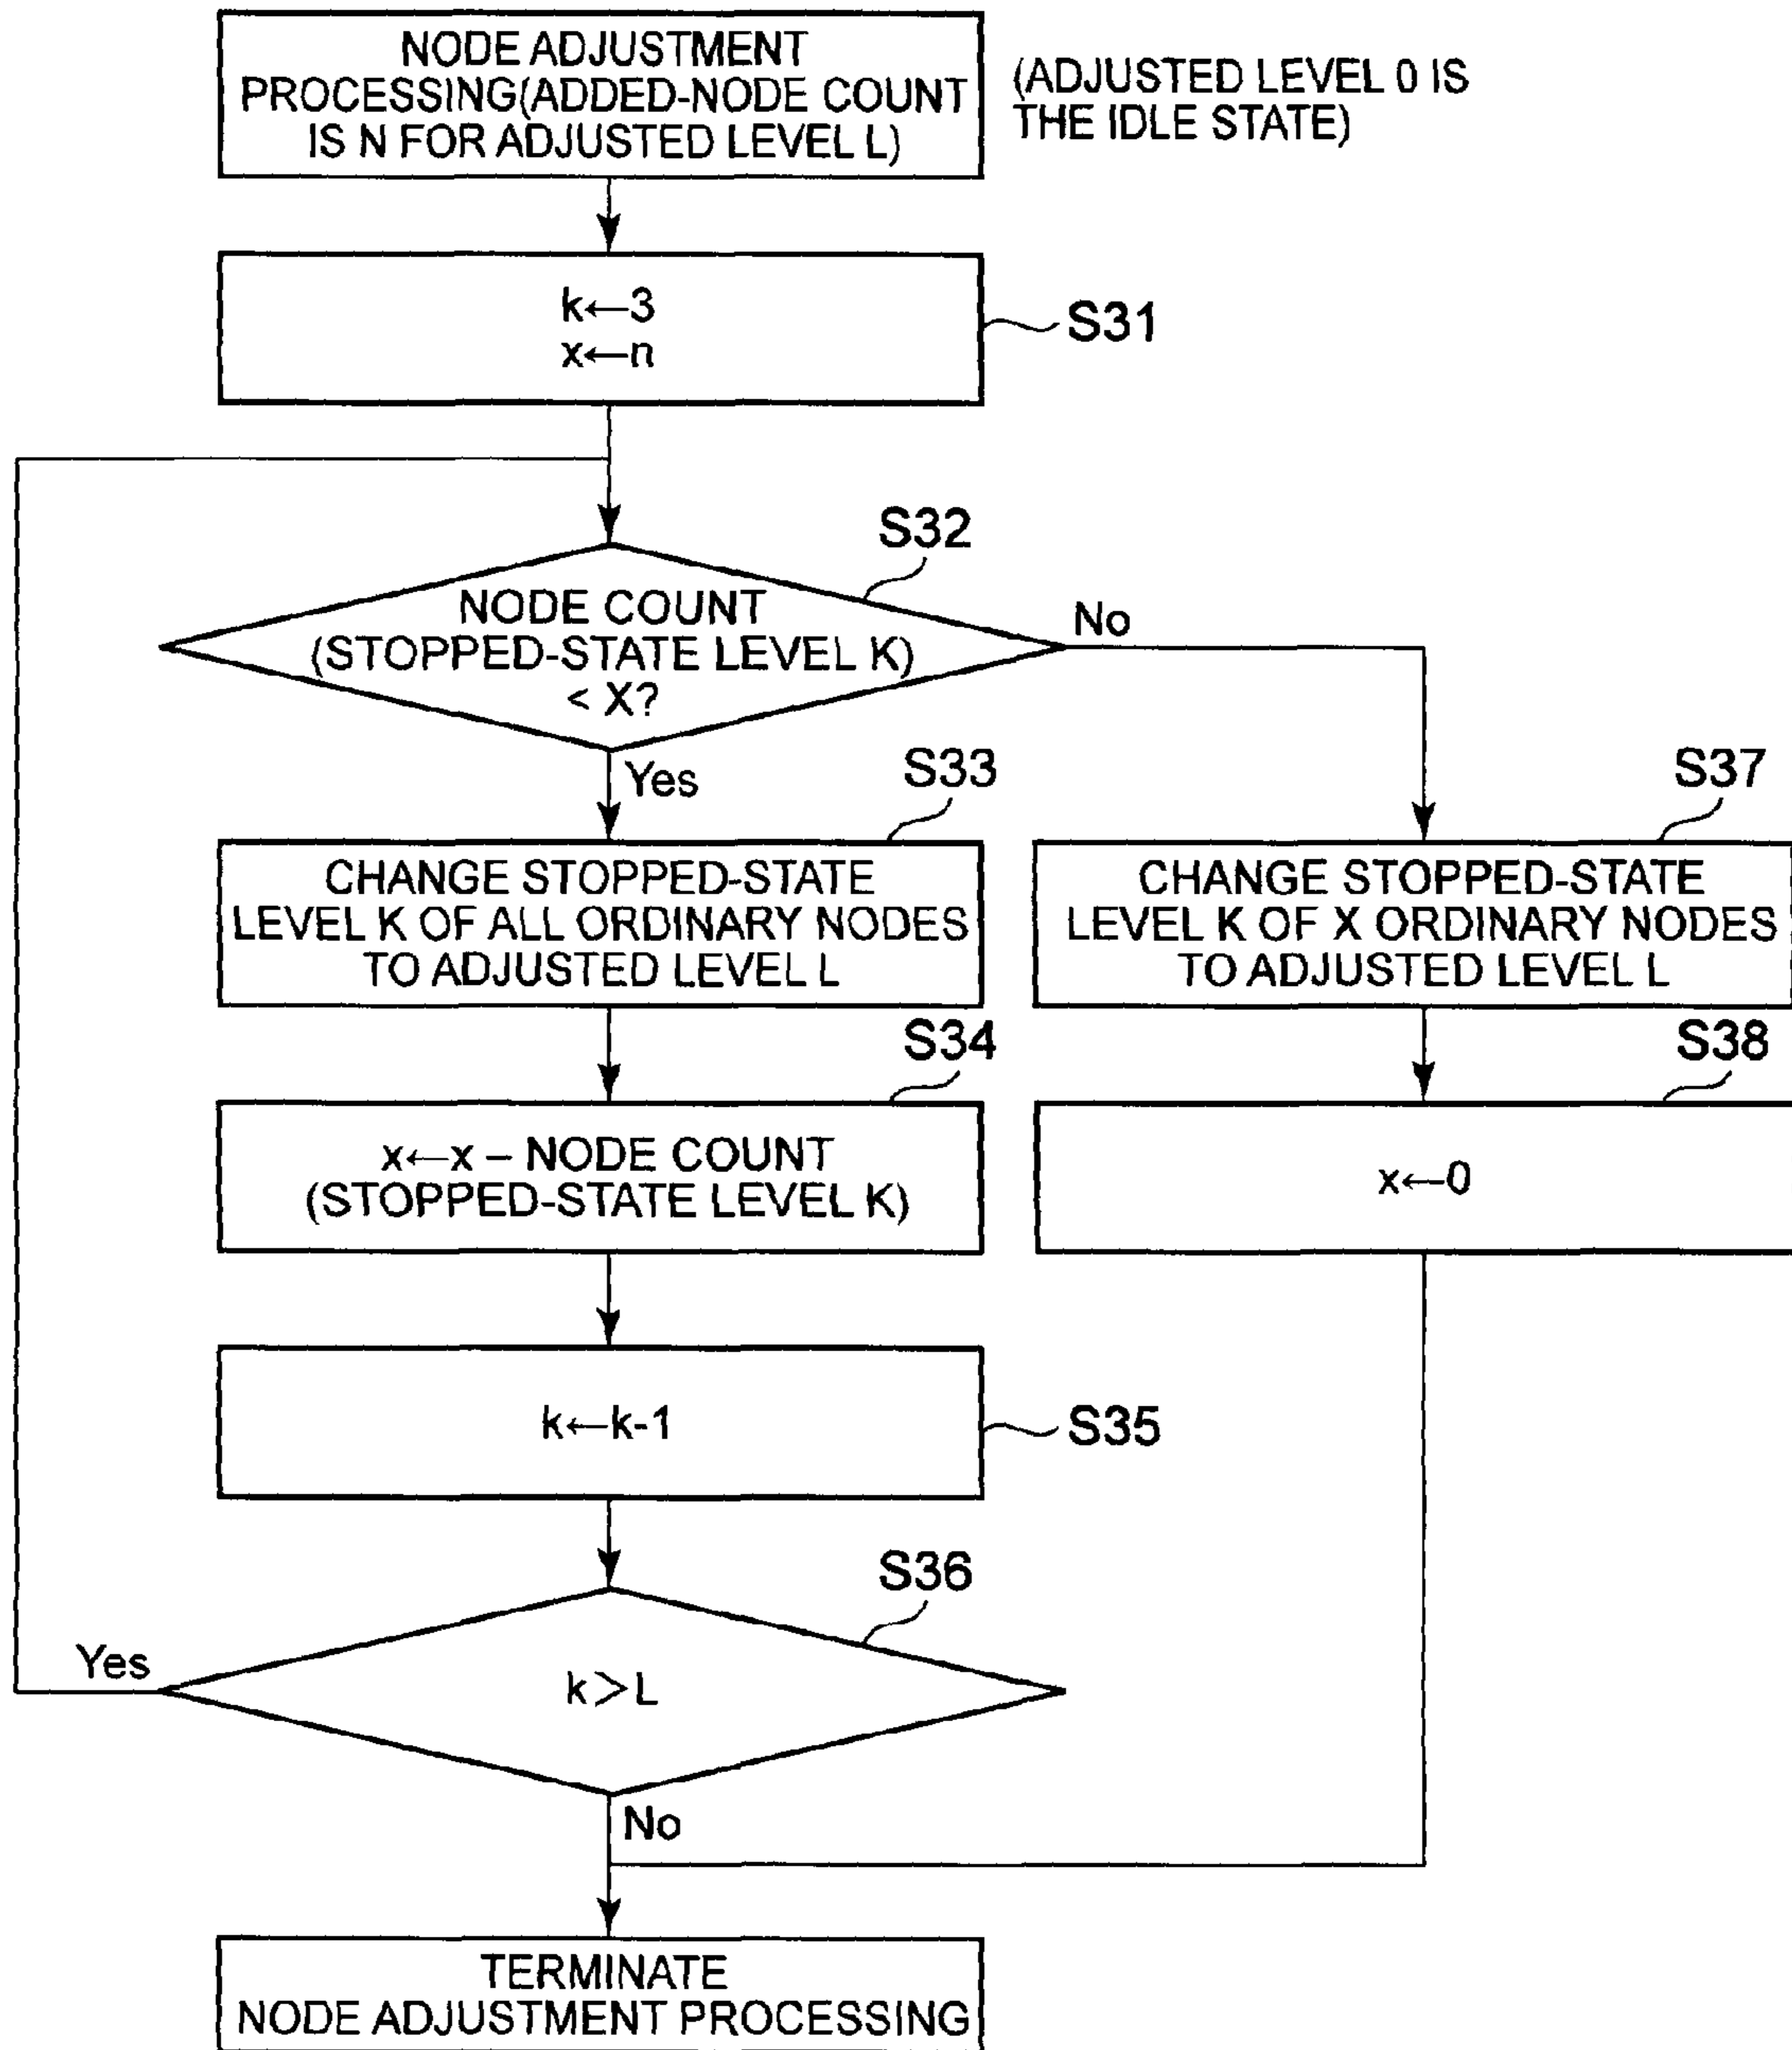 NODE ADJUSTMENT
PROCESSING(ADDED-NODE COUNT
IS N FOR ADJUSTED LEVEL L)
(ADJUSTED LEVEL 0 IS
THE IDLE STATE)
k←3
x←n
S31
S32
NODE COUNT
(STOPPED-STATE LEVEL K)
< X?
No
Yes
S33
S37
CHANGE STOPPED-STATE
LEVEL K OF ALL ORDINARY NODES
TO ADJUSTED LEVEL L
CHANGE STOPPED-STATE
LEVEL K OF X ORDINARY NODES
TO ADJUSTED LEVEL L
S34
S38
x←x – NODE COUNT
(STOPPED-STATE LEVEL K)
x←0
k←k-1
S35
S36
Yes
k>L
No
TERMINATE
NODE ADJUSTMENT PROCESSING